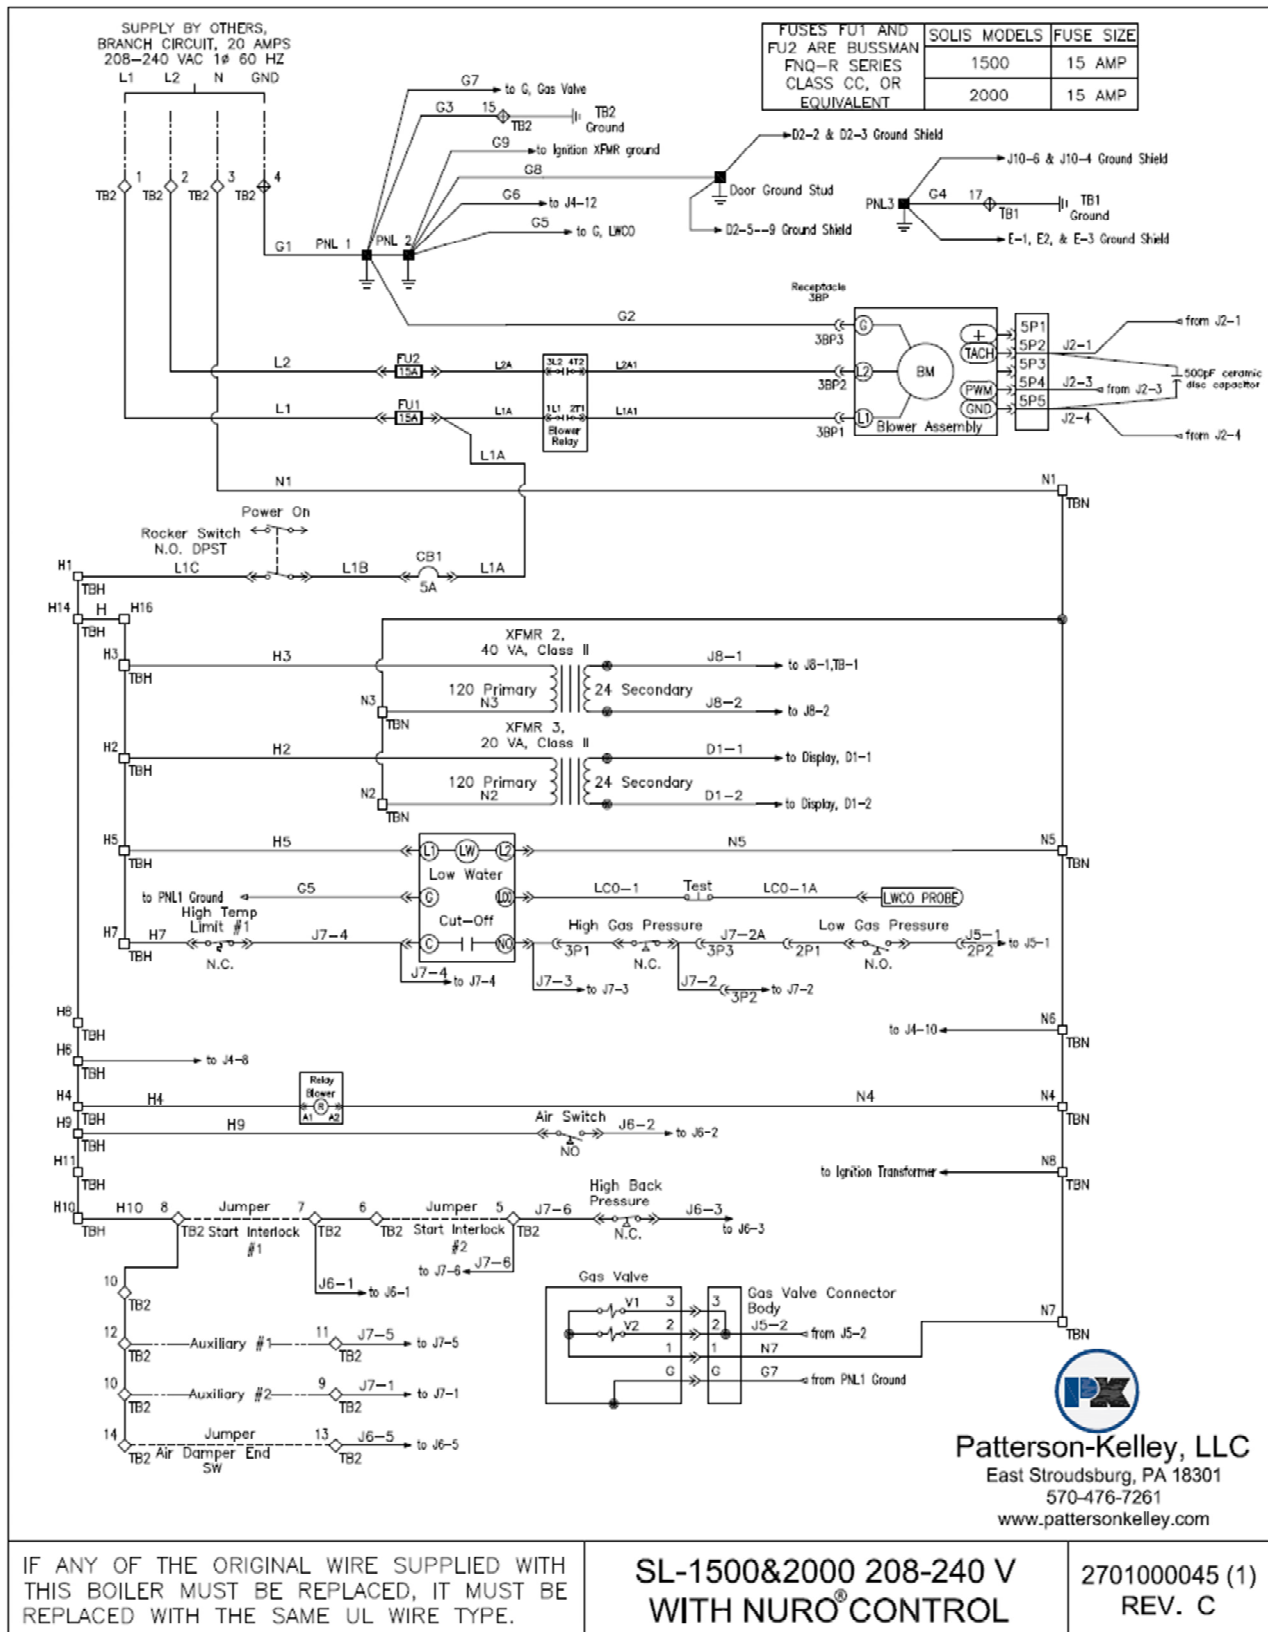 SUPPLY BY OTHERS,
BRANCH CIRCUIT, 20 AMPS
208-240 VAC 1ø 60 HZ
L1 L2 N GND
FUSES FU1 AND
FU2 ARE BUSSMAN
FNQ-R SERIES
CLASS CC, OR
EQUIVALENT
SOLIS MODELS FUSE SIZE
1500 15 AMP
2000 15 AMP
G7 to G, Gas Valve
G3 15 TB2 TB2 Ground
G9 to Ignition XFMR ground
G8 Door Ground Stud
D2-2 & D2-3 Ground Shield
D2-5--9 Ground Shield
G6 to J4-12
G5 to G, LWCO
J10-6 & J10-4 Ground Shield
PNL3 G4 17 TB1 TB1 Ground
E-1, E2, & E-3 Ground Shield
1 2 3 4
TB2 TB2 TB2 TB2
G1 PNL 1 PNL 2
Receptacle
3BP
G2 3BP3 G
L2 FU2 15A L2A 3L2 4T2 L2A1 3BP2 L2
L1 FU1 15A L1A 1L1 2T1 L1A1 3BP1 L1
Blower
Relay
BM
Blower Assembly
+ TACH PWM GND
5P1
5P2
5P3
5P4
5P5
J2-1 from J2-1
J2-3 from J2-3
J2-4 from J2-4
500pF ceramic
disc capacitor
L1A
N1 N1 TBN
Power On
Rocker Switch
N.O. DPST
H1 TBH L1C L1B CB1 5A L1A
H14 TBH H H16
XFMR 2,
40 VA, Class II
H3 TBH H3 J8-1 to J8-1,TB-1
120 Primary 24 Secondary
N3 TBN N3 J8-2 to J8-2
XFMR 3,
20 VA, Class II
H2 TBH H2 D1-1 to Display, D1-1
120 Primary 24 Secondary
N2 TBN N2 D1-2 to Display, D1-2
H5 TBH H5 L1 LW L2 N5 N5 TBN
Low Water
to PNL1 Ground G5 G LCO-1 Test LCO-1A LWCO PROBE
Cut-Off
High Temp
Limit #1
High Gas Pressure Low Gas Pressure
H7 TBH H7 N.C. J7-4 C NO 3P1 N.C. J7-2A 3P3 2P1 N.O. J5-1 2P2 to J5-1
J7-4 to J7-4 J7-3 to J7-3 J7-2 3P2 to J7-2
H8 TBH
to J4-10 N6 TBN
H6 TBH to J4-8
Relay
Blower
R
A1 A2
H4 TBH H4 N4 N4 TBN
Air Switch
H9 TBH H9 NO J6-2 to J6-2
H11 TBH
to Ignition Transformer N8 TBN
High Back
Pressure
H10 TBH H10 8 Jumper 7 6 Jumper 5 J7-6 N.C. J6-3 to J6-3
TB2 Start Interlock #1 TB2 TB2 Start Interlock #2 TB2
to J7-6 J7-6
J6-1 to J6-1
10 TB2
12 TB2 Auxiliary #1 11 TB2 J7-5 to J7-5
10 TB2 Auxiliary #2 9 TB2 J7-1 to J7-1
14 TB2 Jumper 13 TB2 J6-5 to J6-5
Air Damper End
SW
Gas Valve
Gas Valve Connector
Body
V1 3 3
V2 2 2 J5-2 from J5-2
1 1 N7 N7 TBN
G G G7 from PNL1 Ground
PK
Patterson-Kelley, LLC
East Stroudsburg, PA 18301
570-476-7261
www.pattersonkelley.com
IF ANY OF THE ORIGINAL WIRE SUPPLIED WITH
THIS BOILER MUST BE REPLACED, IT MUST BE
REPLACED WITH THE SAME UL WIRE TYPE.
SL-1500&2000 208-240 V
WITH NURO® CONTROL
2701000045 (1)
REV. C